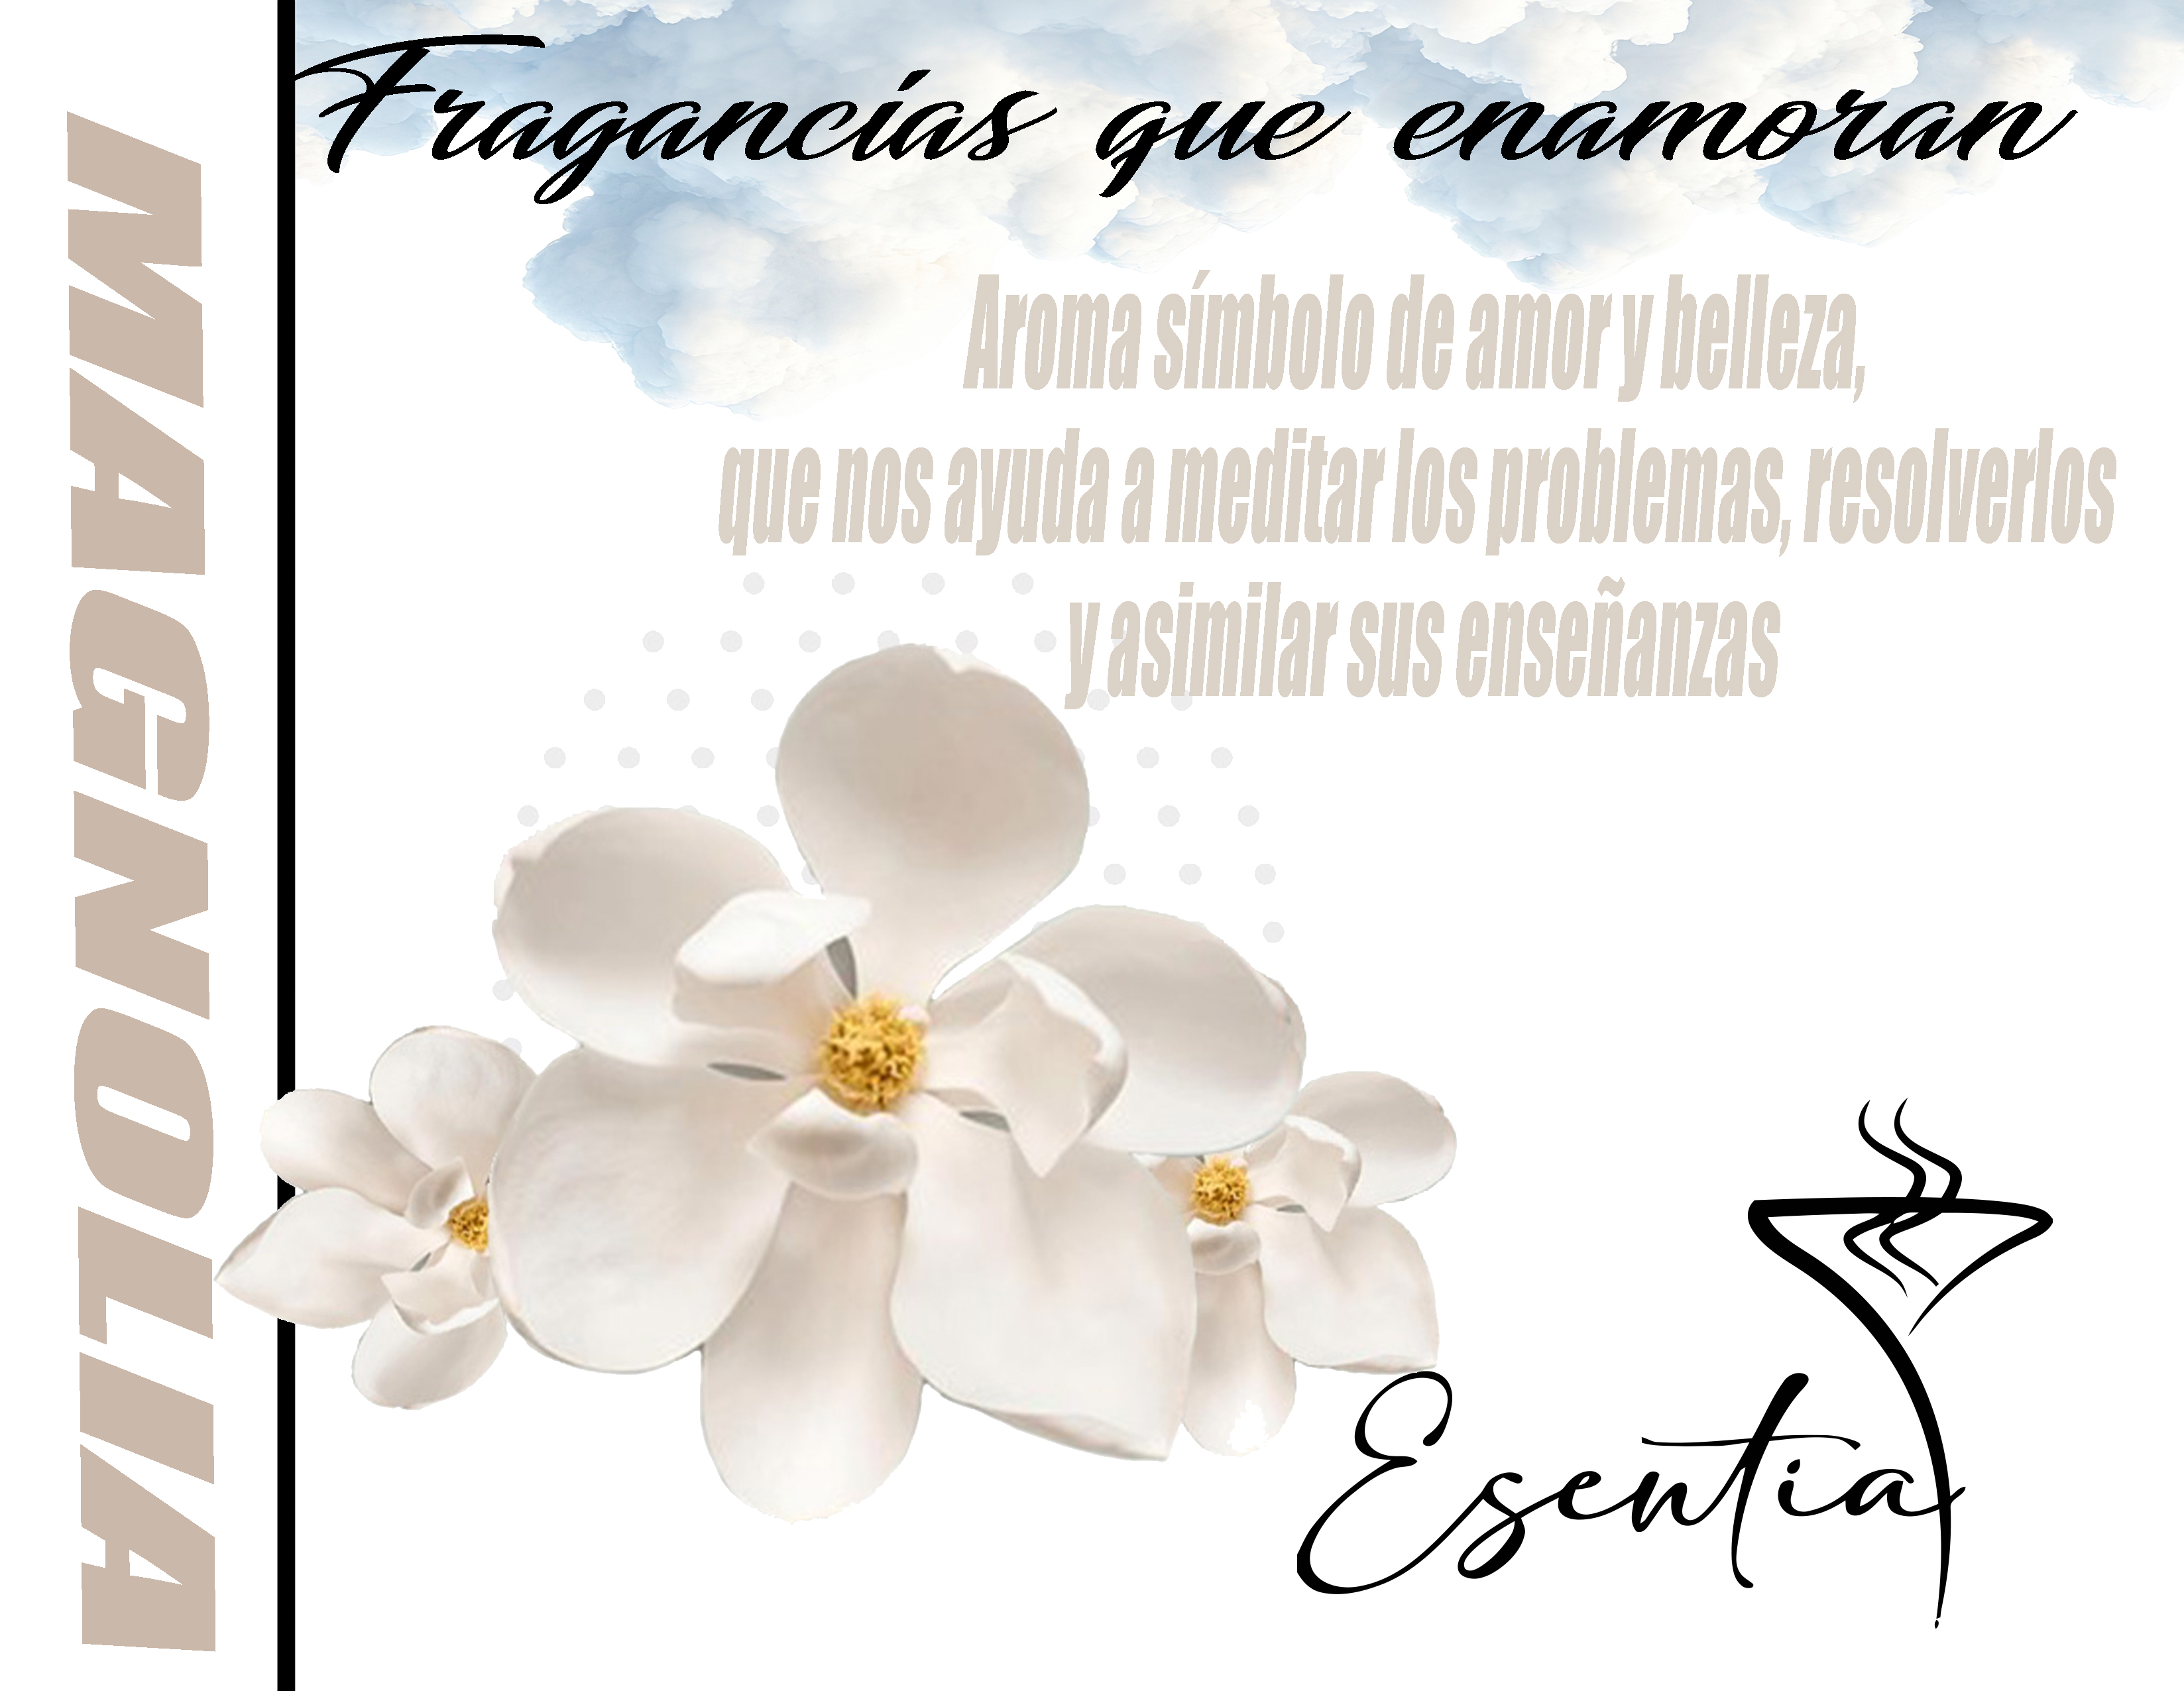 MAGNOLIA
Fragancías que enamoran
Aroma símbolo de amor y belleza,
que nos ayuda a meditar los problemas, resolverlos
y asimilar sus enseñanzas
Esentia